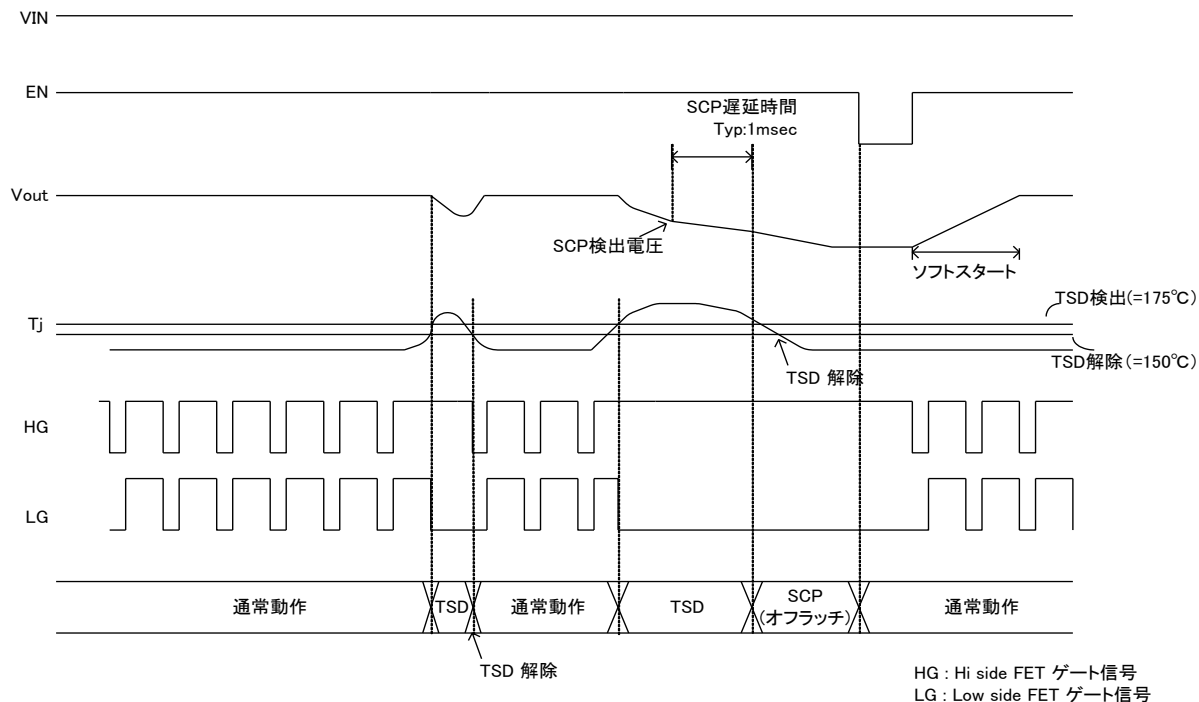 VIN
EN
SCP遅延時間
Typ:1msec
Vout
SCP検出電圧
ソフトスタート
TSD検出(=175℃)
Tj
TSD解除(=150℃)
TSD 解除
HG
LG
通常動作
TSD
通常動作
TSD
SCP
(オフラッチ)
通常動作
TSD 解除
HG : Hi side FET ゲート信号
LG : Low side FET ゲート信号